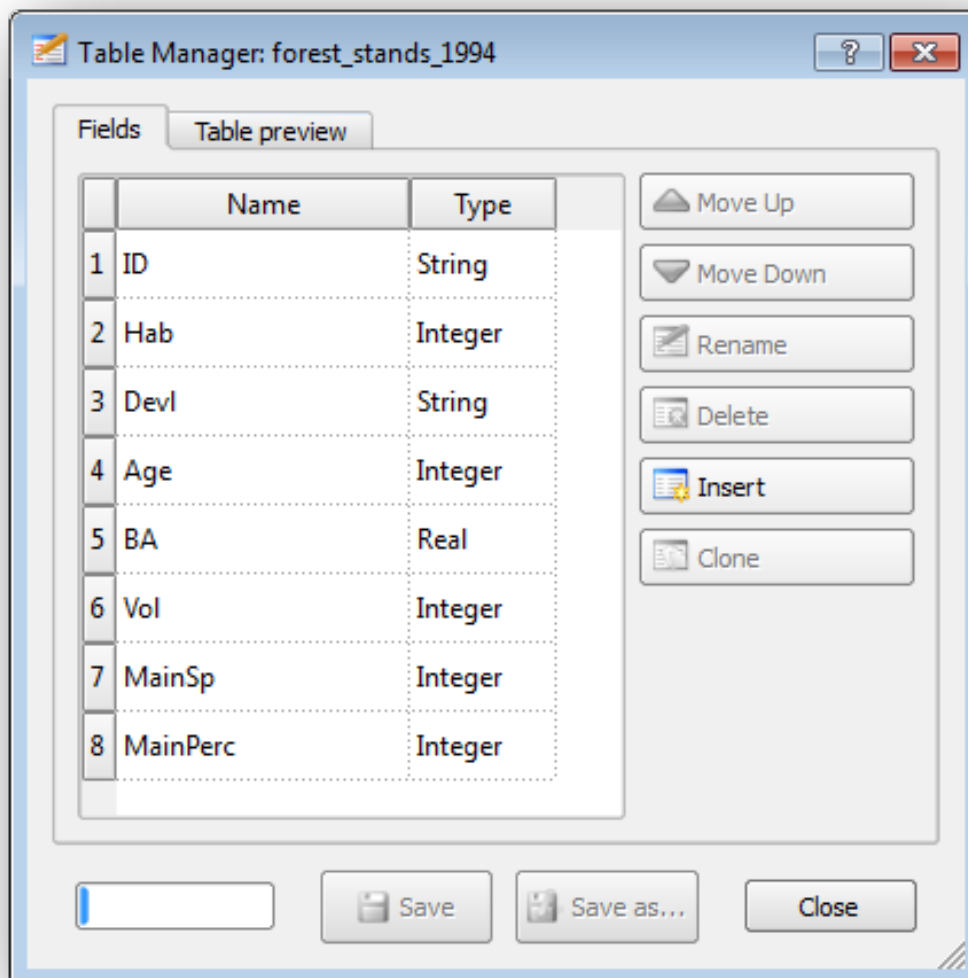 Table Manager: forest_stands_1994
?
Fields Table preview
Name Type
1 ID String
2 Hab Integer
3 Devl String
4 Age Integer
5 BA Real
6 Vol Integer
7 MainSp Integer
8 MainPerc Integer
Move Up
Move Down
Rename
Delete
Insert
Clone
Save Save as... Close